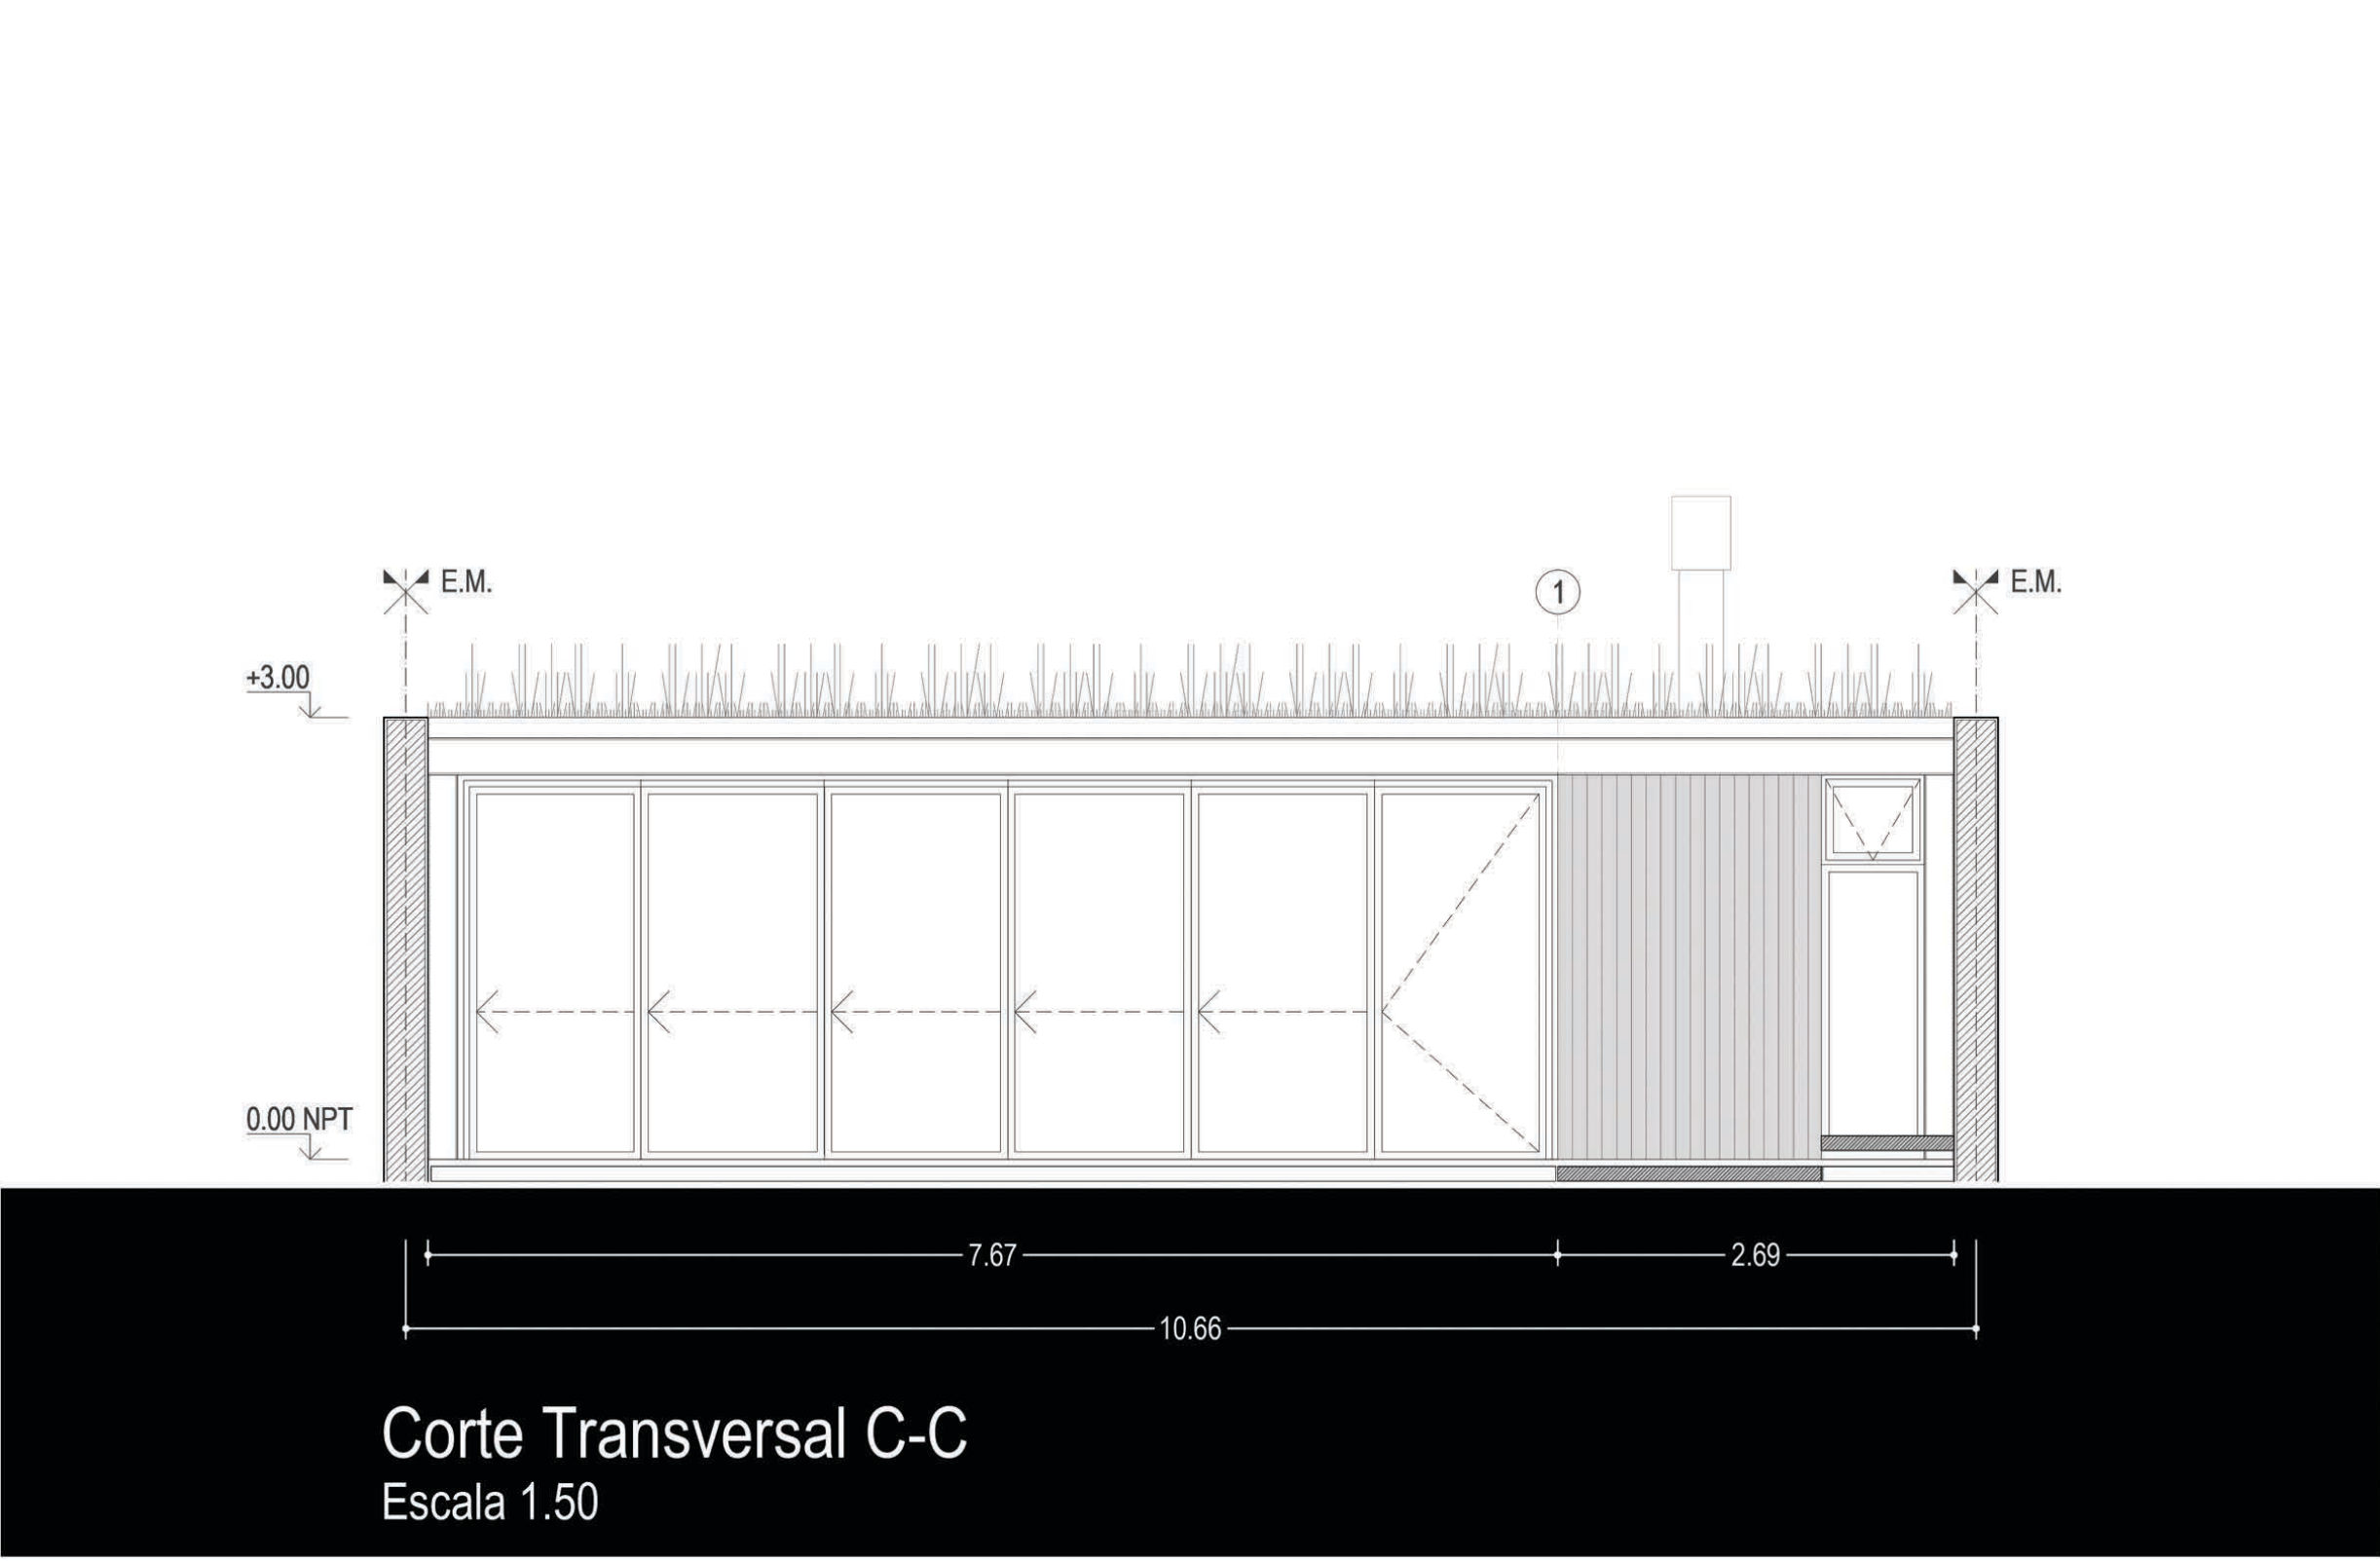 E.M.
1
E.M.
+3.00
0.00 NPT
7.67
2.69
10.66
Corte Transversal C-C
Escala 1.50